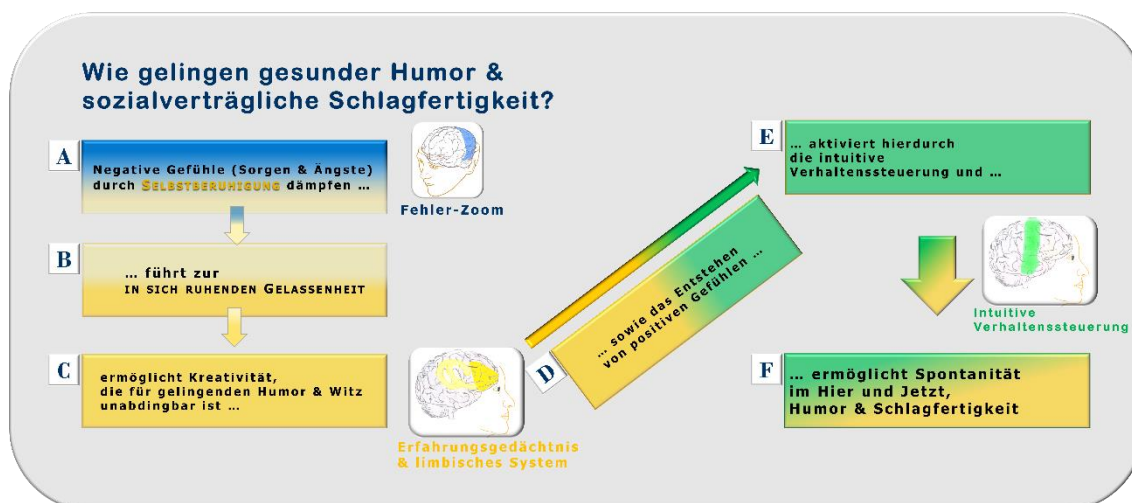 Wie gelingen gesunder Humor &
sozialverträgliche Schlagfertigkeit?
A
Negative Gefühle (Sorgen & Ängste)
durch SELBSTBERUHIGUNG dämpfen …
Fehler-Zoom
B
… führt zur
IN SICH RUHENDEN GELASSENHEIT
C
ermöglicht Kreativität,
die für gelingenden Humor & Witz
unabdingbar ist …
Erfahrungsgedächtnis
& limbisches System
D
… sowie das Entstehen
von positiven Gefühlen …
E
… aktiviert hierdurch
die intuitive
Verhaltenssteuerung und …
Intuitive
Verhaltenssteuerung
F
… ermöglicht Spontanität
im Hier und Jetzt,
Humor & Schlagfertigkeit